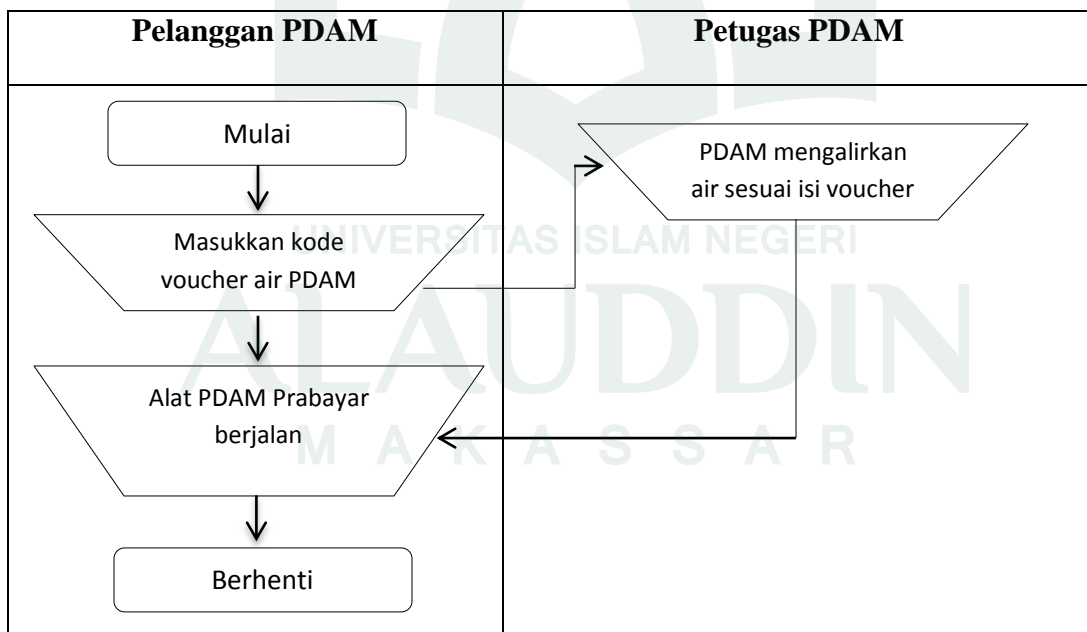 Pelanggan PDAM
Petugas PDAM
Mulai
PDAM mengalirkan
air sesuai isi voucher
Masukkan kode
voucher air PDAM
UNIVERSITAS ISLAM NEGERI
ALAUDDIN
Alat PDAM Prabayar
berjalan
MAKASSAR
Berhenti